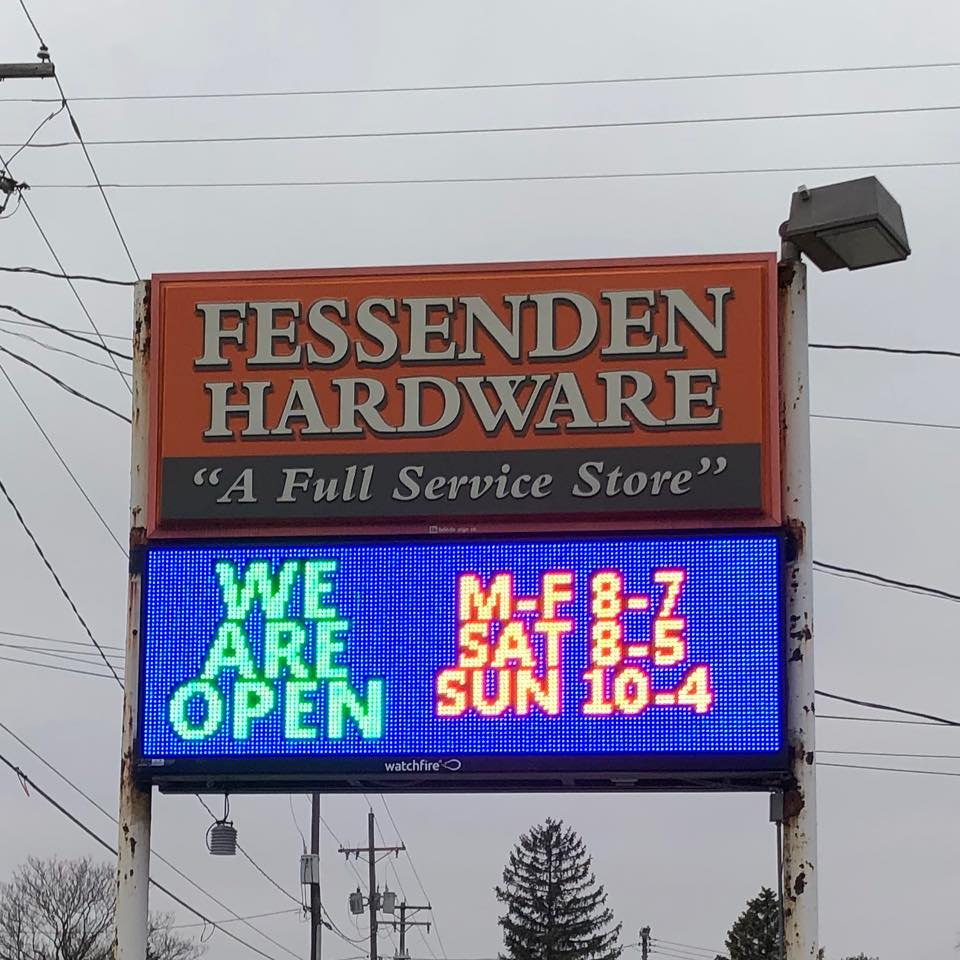 FESSENDEN
HARDWARE
“A Full Service Store”
WE
ARE
OPEN
M-F 8-7
SAT 8-5
SUN 10-4
watchfire